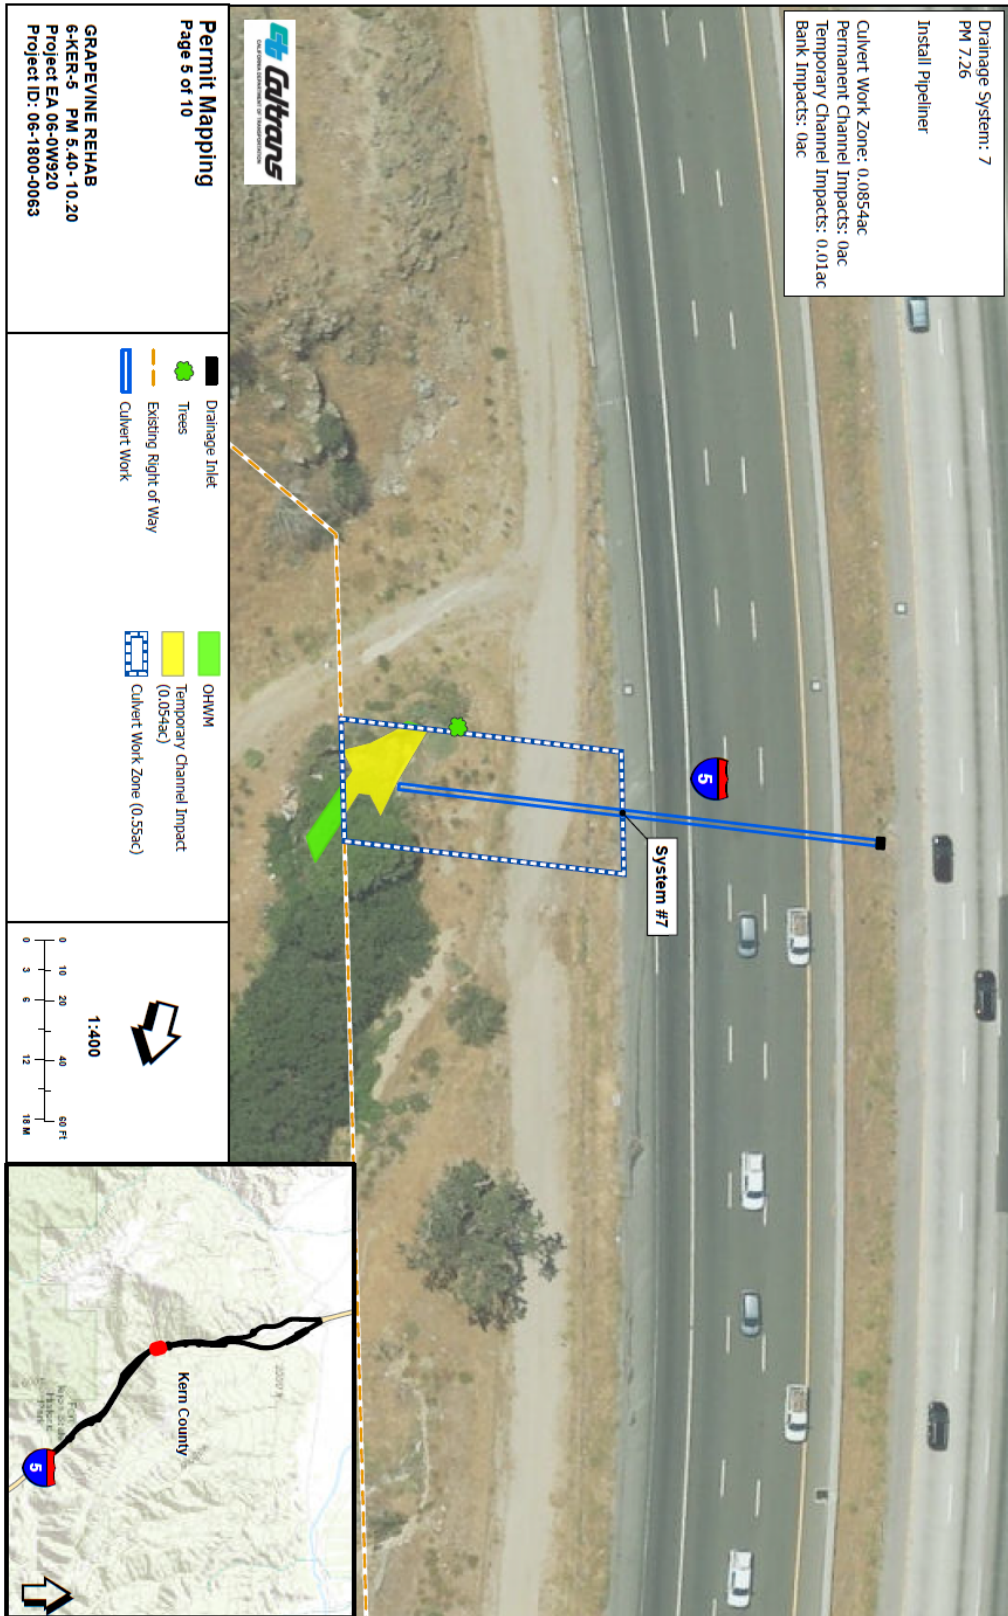 Drainage System: 7
PM 7.26
Install Pipeliner
Culvert Work Zone: 0.0854ac
Permanent Channel Impacts: 0ac
Temporary Channel Impacts: 0.01ac
Bank Impacts: 0ac
5
System #7
Caltrans
CALIFORNIA DEPARTMENT OF TRANSPORTATION
Permit Mapping
Page 5 of 10
GRAPEVINE REHAB
6-KER-5 PM 5.40- 10.20
Project EA 06-0W920
Project ID: 06-1800-0063
Drainage Inlet
Trees
Existing Right of Way
Culvert Work
OHWM
Temporary Channel Impact
(0.054ac)
Culvert Work Zone (0.55ac)
1:400
0 10 20 40 60 Ft
0 3 6 12 18 M
Kern County
5